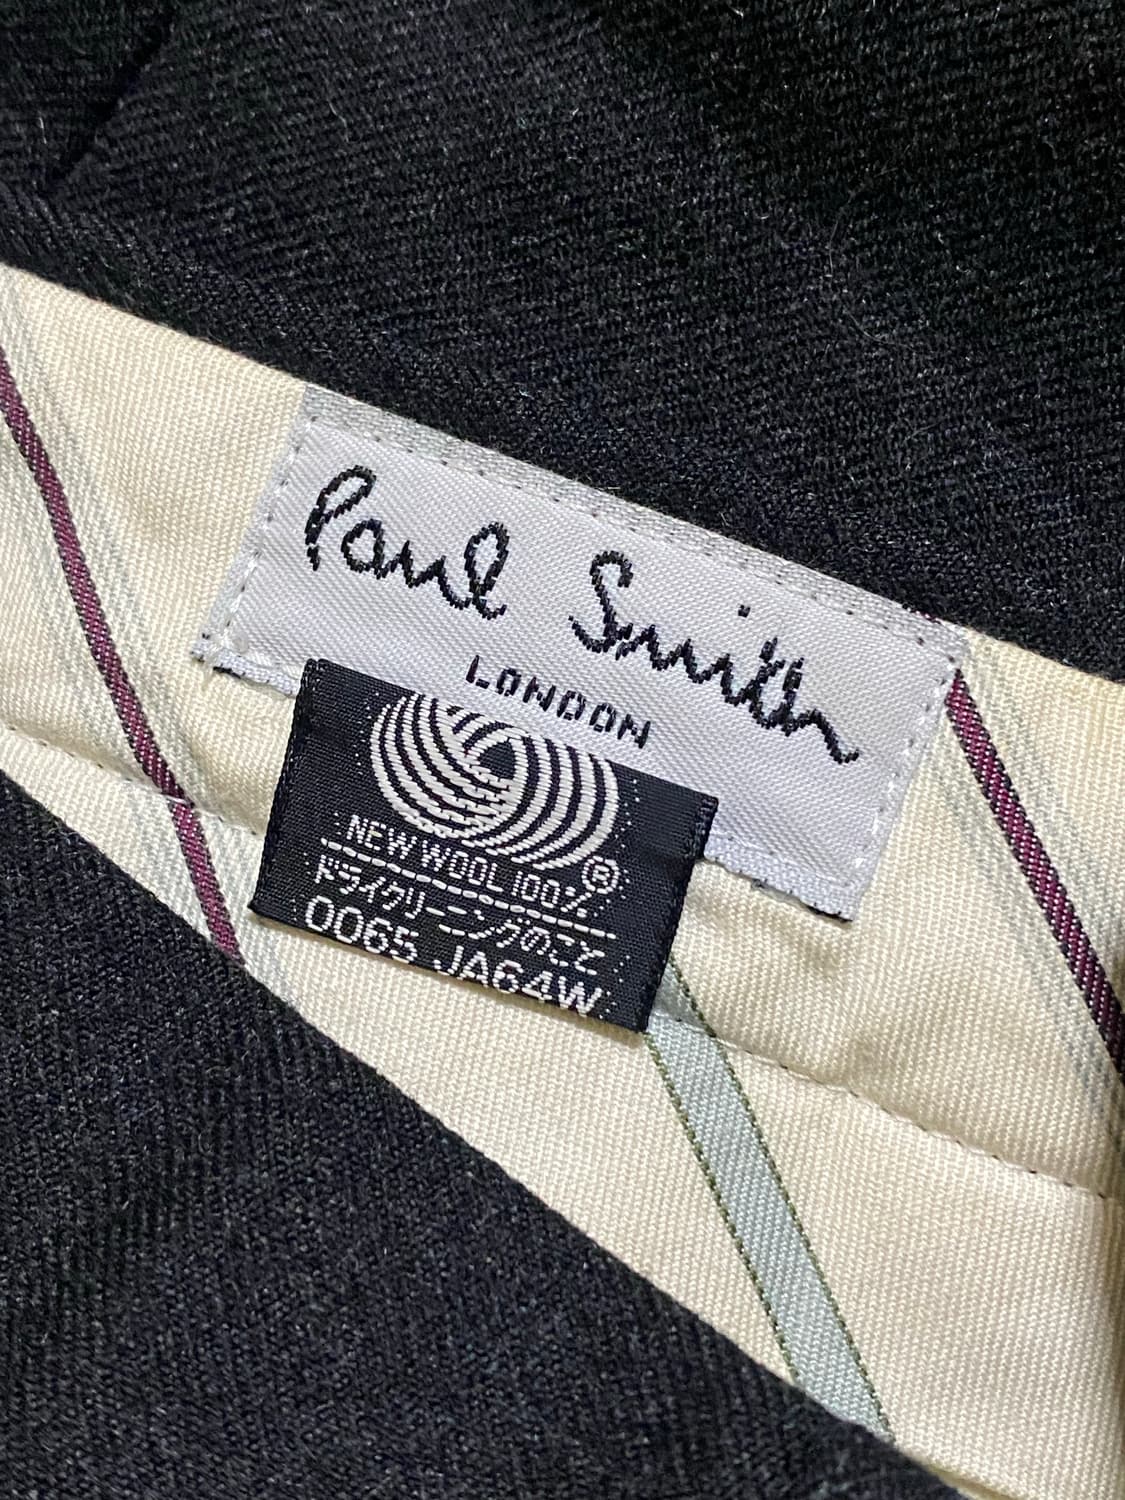 Paul Smith
LONDON
NEW WOOL 100%
ドライクリーニングのこと
0065 JA64W